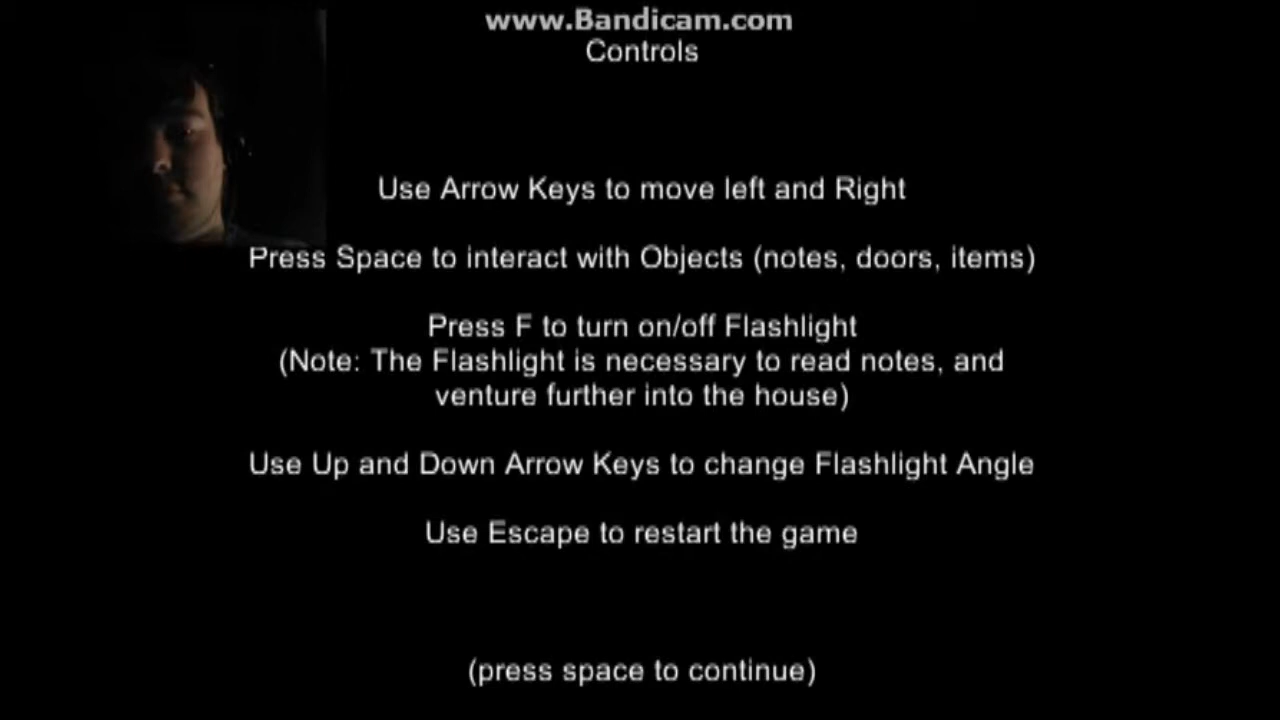 www.Bandicam.com
Controls
Use Arrow Keys to move left and Right
Press Space to interact with Objects (notes, doors, items)
Press F to turn on/off Flashlight
(Note: The Flashlight is necessary to read notes, and
venture further into the house)
Use Up and Down Arrow Keys to change Flashlight Angle
Use Escape to restart the game
(press space to continue)